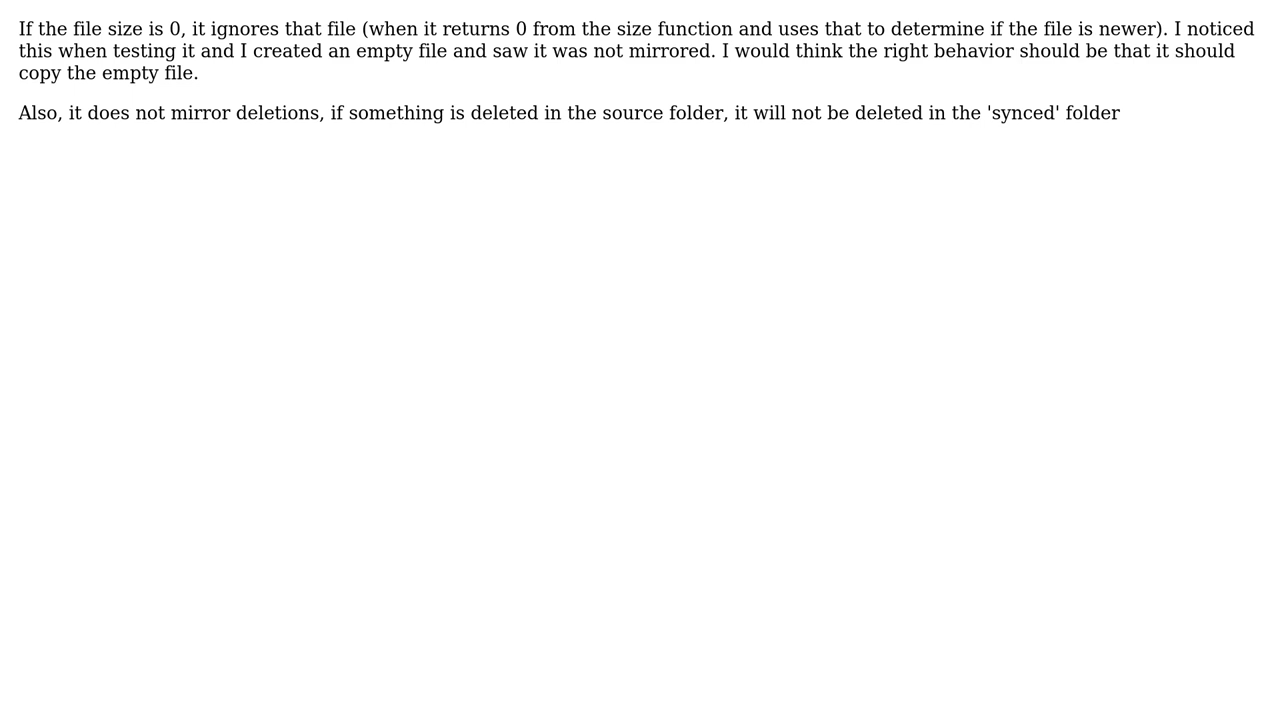 If the file size is 0, it ignores that file (when it returns 0 from the size function and uses that to determine if the file is newer). I noticed
this when testing it and I created an empty file and saw it was not mirrored. I would think the right behavior should be that it should
copy the empty file.
Also, it does not mirror deletions, if something is deleted in the source folder, it will not be deleted in the 'synced' folder